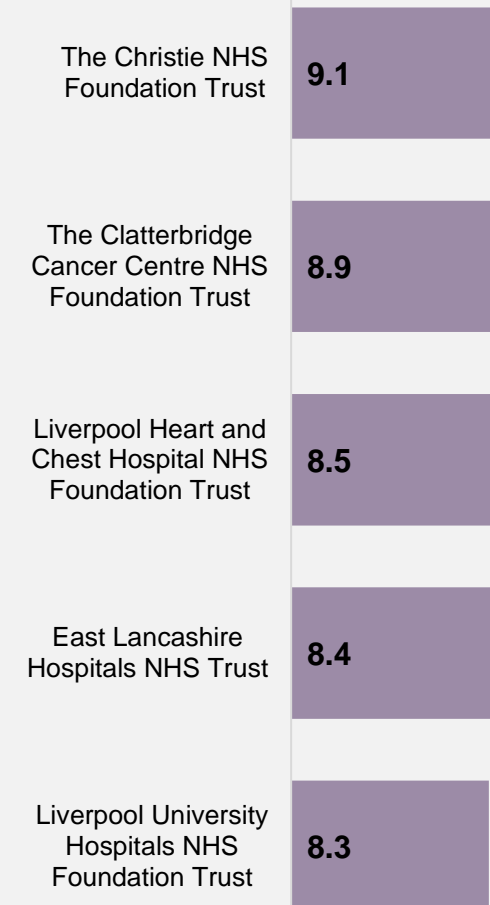 The Christie NHS
Foundation Trust
9.1
The Clatterbridge
Cancer Centre NHS
Foundation Trust
8.9
Liverpool Heart and
Chest Hospital NHS
Foundation Trust
8.5
East Lancashire
Hospitals NHS Trust
8.4
Liverpool University
Hospitals NHS
Foundation Trust
8.3